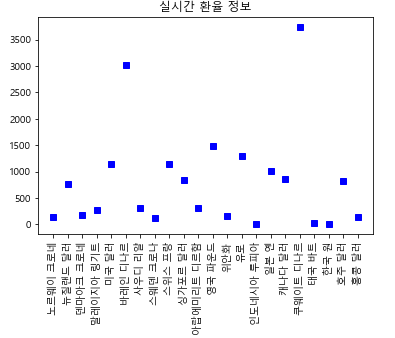 실시간 환율 정보
3500
3000
2500
2000
1500
1000
500
0
노르웨이 크로네
뉴질랜드 달러
덴마크 크로네
말레이지아 링기트
미국 달러
바레인 디나르
사우디 리얄
스웨덴 크로나
스위스 프랑
싱가포르 달러
아랍에미리트 디르함
영국 파운드
위안화
유로
인도네시아 루피아
일본 엔
캐나다 달러
쿠웨이트 디나르
태국 바트
한국 원
호주 달러
홍콩 달러